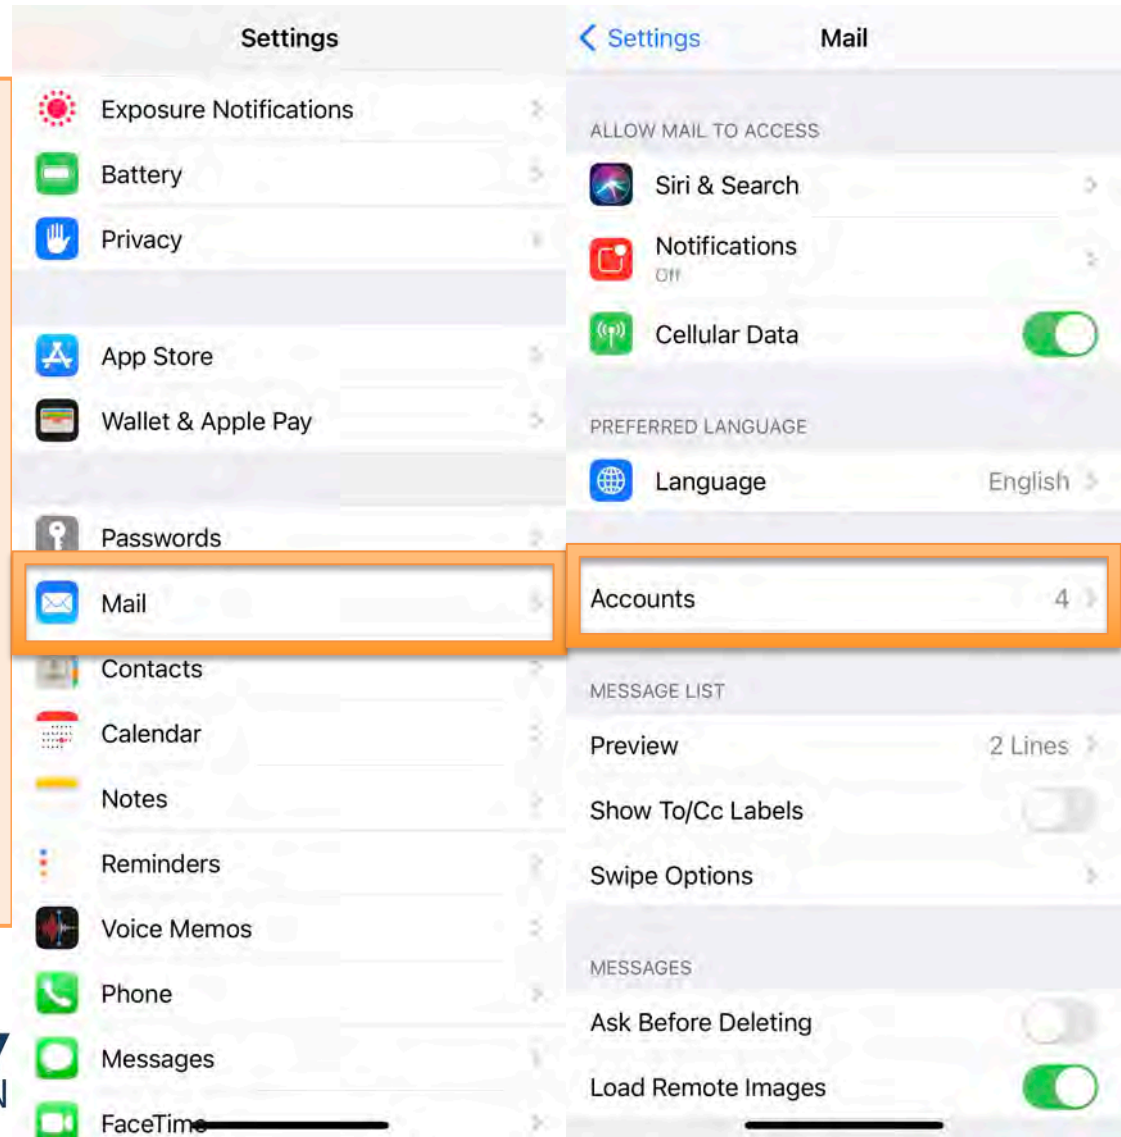 Settings
Exposure Notifications
Battery
Privacy
App Store
Wallet & Apple Pay
Passwords
Mail
Contacts
Calendar
Notes
Reminders
Voice Memos
Phone
Messages
FaceTime
Settings
Mail
ALLOW MAIL TO ACCESS
Siri & Search
Notifications
Off
Cellular Data
PREFERRED LANGUAGE
Language English
Accounts 4
MESSAGE LIST
Preview 2 Lines
Show To/Cc Labels
Swipe Options
MESSAGES
Ask Before Deleting
Load Remote Images